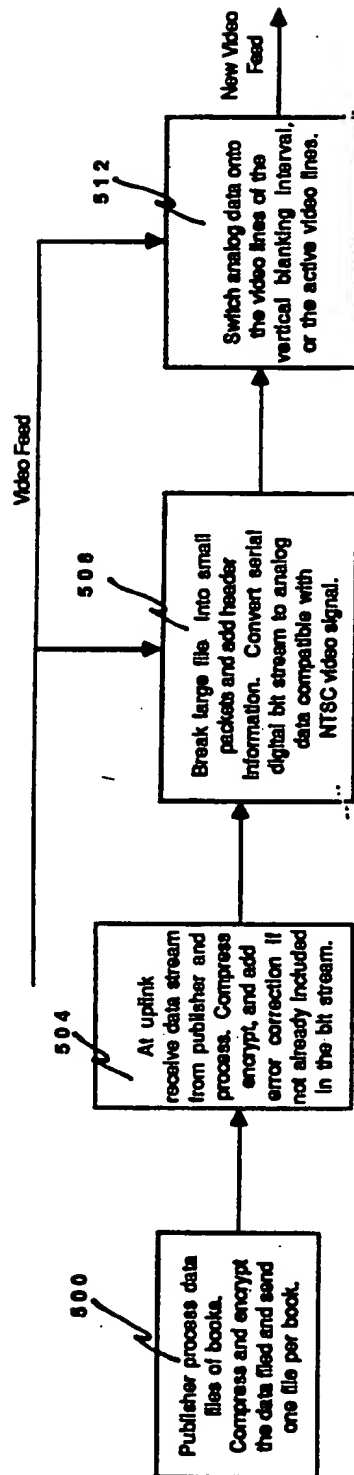 500
Publisher process data
files of books.
Compress and encrypt
the data filed and send
one file per book.
504
At uplink
receive data stream
from publisher and
process. Compress
encrypt, and add
error correction if
not already included
in the bit stream.
Video Feed
508
Break large file into small
packets and add header
information. Convert serial
digital bit stream to analog
data compatible with
NTSC video signal.
512
Switch analog data onto
the video lines of the
vertical blanking interval,
or the active video lines.
New Video
Feed